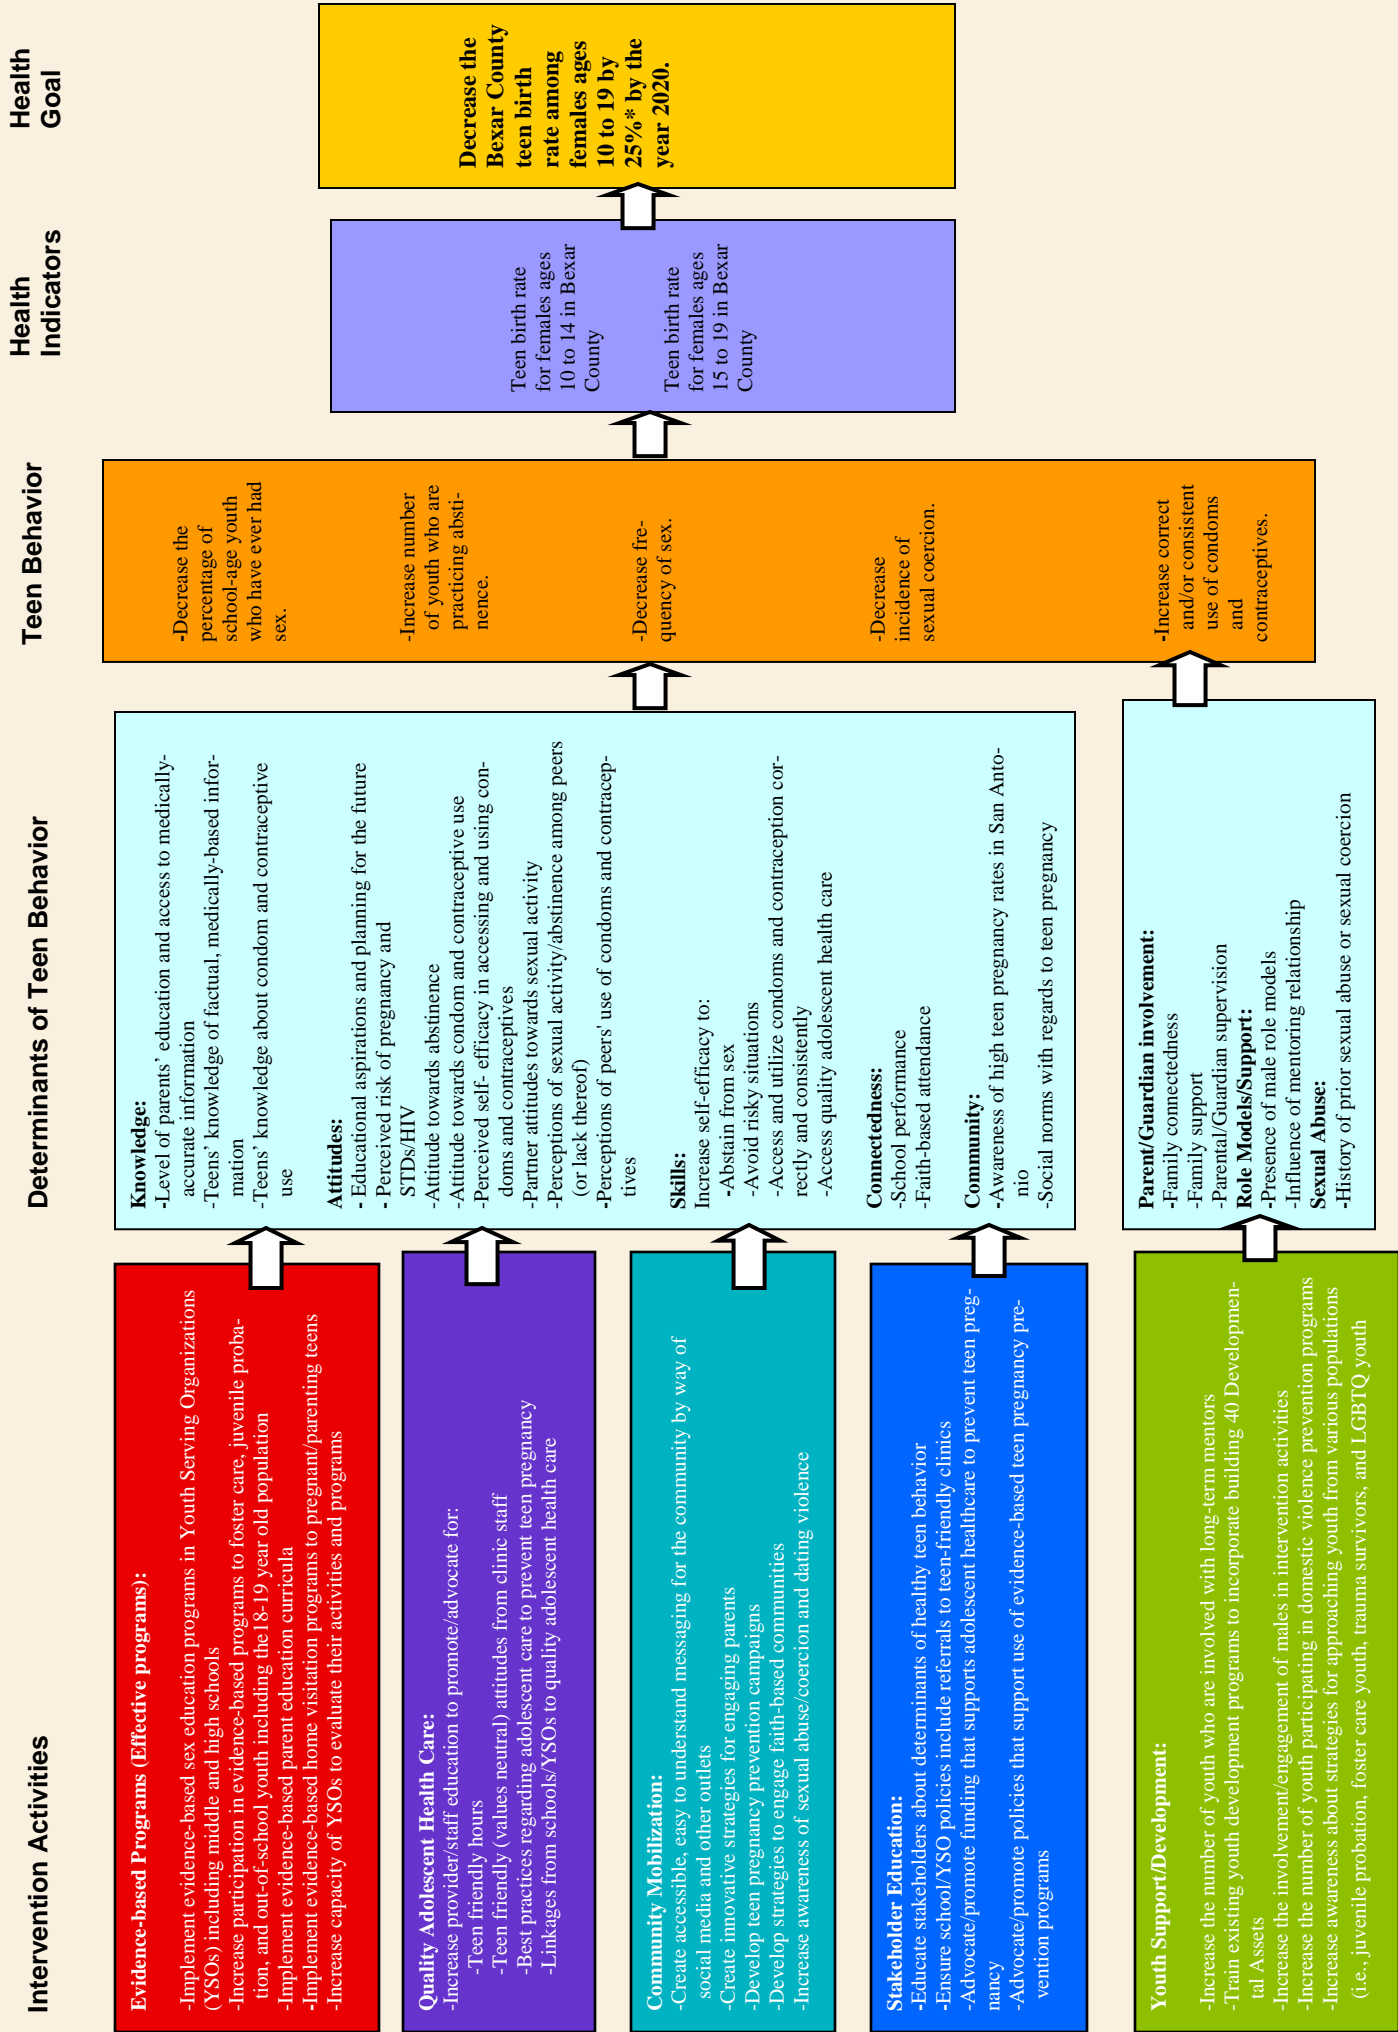 Intervention Activities
Evidence-based Programs (Effective programs):
-Implement evidence-based sex education programs in Youth Serving Organizations
(YSOs) including middle and high schools
-Increase participation in evidence-based programs to foster care, juvenile proba-
tion, and out-of-school youth including the18-19 year old population
-Implement evidence-based parent education curricula
-Implement evidence-based home visitation programs to pregnant/parenting teens
-Increase capacity of YSOs to evaluate their activities and programs
Quality Adolescent Health Care:
-Increase provider/staff education to promote/advocate for:
-Teen friendly hours
-Teen friendly (values neutral) attitudes from clinic staff
-Best practices regarding adolescent care to prevent teen pregnancy
-Linkages from schools/YSOs to quality adolescent health care
Community Mobilization:
-Create accessible, easy to understand messaging for the community by way of
social media and other outlets
-Create innovative strategies for engaging parents
-Develop teen pregnancy prevention campaigns
-Develop strategies to engage faith-based communities
-Increase awareness of sexual abuse/coercion and dating violence
Stakeholder Education:
-Educate stakeholders about determinants of healthy teen behavior
-Ensure school/YSO policies include referrals to teen-friendly clinics
-Advocate/promote funding that supports adolescent healthcare to prevent teen preg-
nancy
-Advocate/promote policies that support use of evidence-based teen pregnancy pre-
vention programs
Youth Support/Development:
-Increase the number of youth who are involved with long-term mentors
-Train existing youth development programs to incorporate building 40 Developmen-
tal Assets
-Increase the involvement/engagement of males in intervention activities
-Increase the number of youth participating in domestic violence prevention programs
-Increase awareness about strategies for approaching youth from various populations
(i.e., juvenile probation, foster care youth, trauma survivors, and LGBTQ youth
Determinants of Teen Behavior
Knowledge:
-Level of parents' education and access to medically-
accurate information
-Teens' knowledge of factual, medically-based infor-
mation
-Teens' knowledge about condom and contraceptive
use
Attitudes:
- Educational aspirations and planning for the future
- Perceived risk of pregnancy and
STDs/HIV
-Attitude towards abstinence
-Attitude towards condom and contraceptive use
-Perceived self- efficacy in accessing and using con-
doms and contraceptives
-Partner attitudes towards sexual activity
-Perceptions of sexual activity/abstinence among peers
(or lack thereof)
-Perceptions of peers' use of condoms and contracep-
tives
Skills:
Increase self-efficacy to:
-Abstain from sex
-Avoid risky situations
-Access and utilize condoms and contraception cor-
rectly and consistently
-Access quality adolescent health care
Connectedness:
-School performance
-Faith-based attendance
Community:
-Awareness of high teen pregnancy rates in San Anto-
nio
-Social norms with regards to teen pregnancy
Parent/Guardian involvement:
-Family connectedness
-Family support
-Parental/Guardian supervision
Role Models/Support:
-Presence of male role models
-Influence of mentoring relationship
Sexual Abuse:
-History of prior sexual abuse or sexual coercion
Teen Behavior
-Decrease the
percentage of
school-age youth
who have ever had
sex.
-Increase number
of youth who are
practicing absti-
nence.
-Decrease fre-
quency of sex.
-Decrease
incidence of
sexual coercion.
-Increase correct
and/or consistent
use of condoms
and
contraceptives.
Health
Indicators
Teen birth rate
for females ages
10 to 14 in Bexar
County
Teen birth rate
for females ages
15 to 19 in Bexar
County
Health
Goal
Decrease the
Bexar County
teen birth
rate among
females ages
10 to 19 by
25%* by the
year 2020.